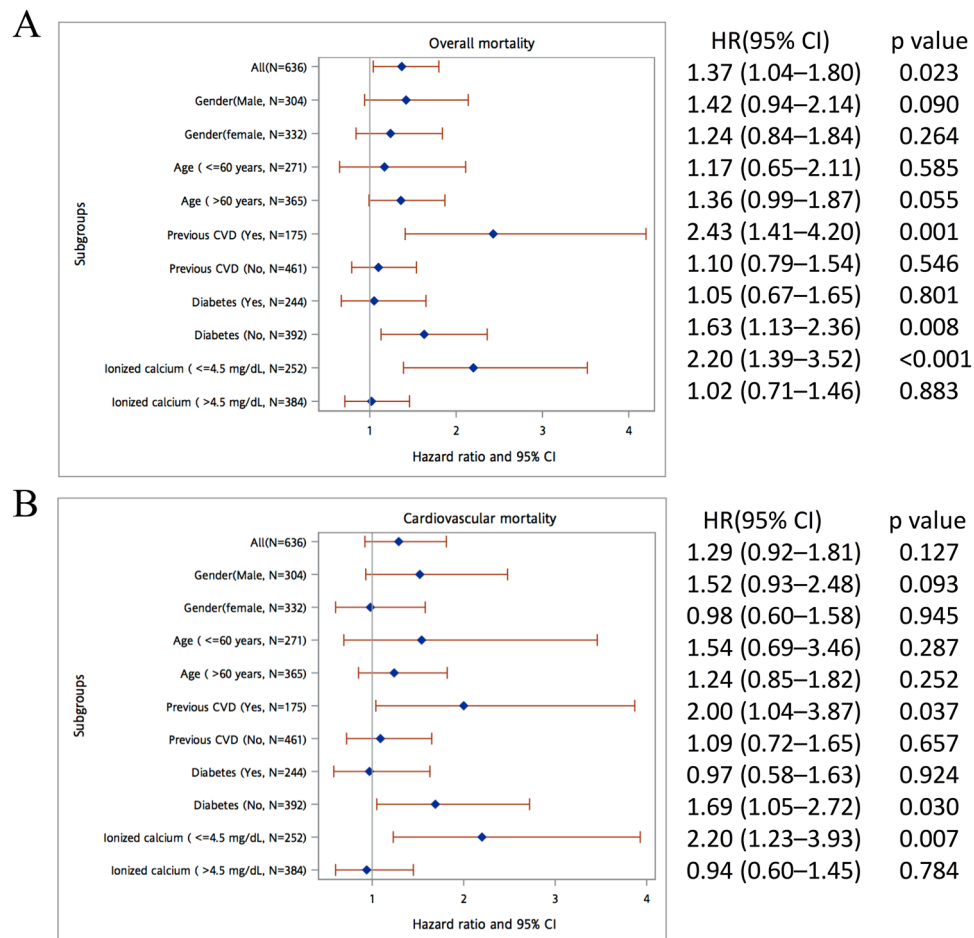 A
Overall mortality
HR(95% CI) p value
All(N=636) 1.37 (1.04–1.80) 0.023
Gender(Male, N=304) 1.42 (0.94–2.14) 0.090
Gender(female, N=332) 1.24 (0.84–1.84) 0.264
Age ( <=60 years, N=271) 1.17 (0.65–2.11) 0.585
Age ( >60 years, N=365) 1.36 (0.99–1.87) 0.055
Previous CVD (Yes, N=175) 2.43 (1.41–4.20) 0.001
Previous CVD (No, N=461) 1.10 (0.79–1.54) 0.546
Diabetes (Yes, N=244) 1.05 (0.67–1.65) 0.801
Diabetes (No, N=392) 1.63 (1.13–2.36) 0.008
Ionized calcium ( <=4.5 mg/dL, N=252) 2.20 (1.39–3.52) <0.001
Ionized calcium ( >4.5 mg/dL, N=384) 1.02 (0.71–1.46) 0.883
Subgroups
1 2 3 4
Hazard ratio and 95% CI
B
Cardiovascular mortality
HR(95% CI) p value
All(N=636) 1.29 (0.92–1.81) 0.127
Gender(Male, N=304) 1.52 (0.93–2.48) 0.093
Gender(female, N=332) 0.98 (0.60–1.58) 0.945
Age ( <=60 years, N=271) 1.54 (0.69–3.46) 0.287
Age ( >60 years, N=365) 1.24 (0.85–1.82) 0.252
Previous CVD (Yes, N=175) 2.00 (1.04–3.87) 0.037
Previous CVD (No, N=461) 1.09 (0.72–1.65) 0.657
Diabetes (Yes, N=244) 0.97 (0.58–1.63) 0.924
Diabetes (No, N=392) 1.69 (1.05–2.72) 0.030
Ionized calcium ( <=4.5 mg/dL, N=252) 2.20 (1.23–3.93) 0.007
Ionized calcium ( >4.5 mg/dL, N=384) 0.94 (0.60–1.45) 0.784
Subgroups
1 2 3 4
Hazard ratio and 95% CI